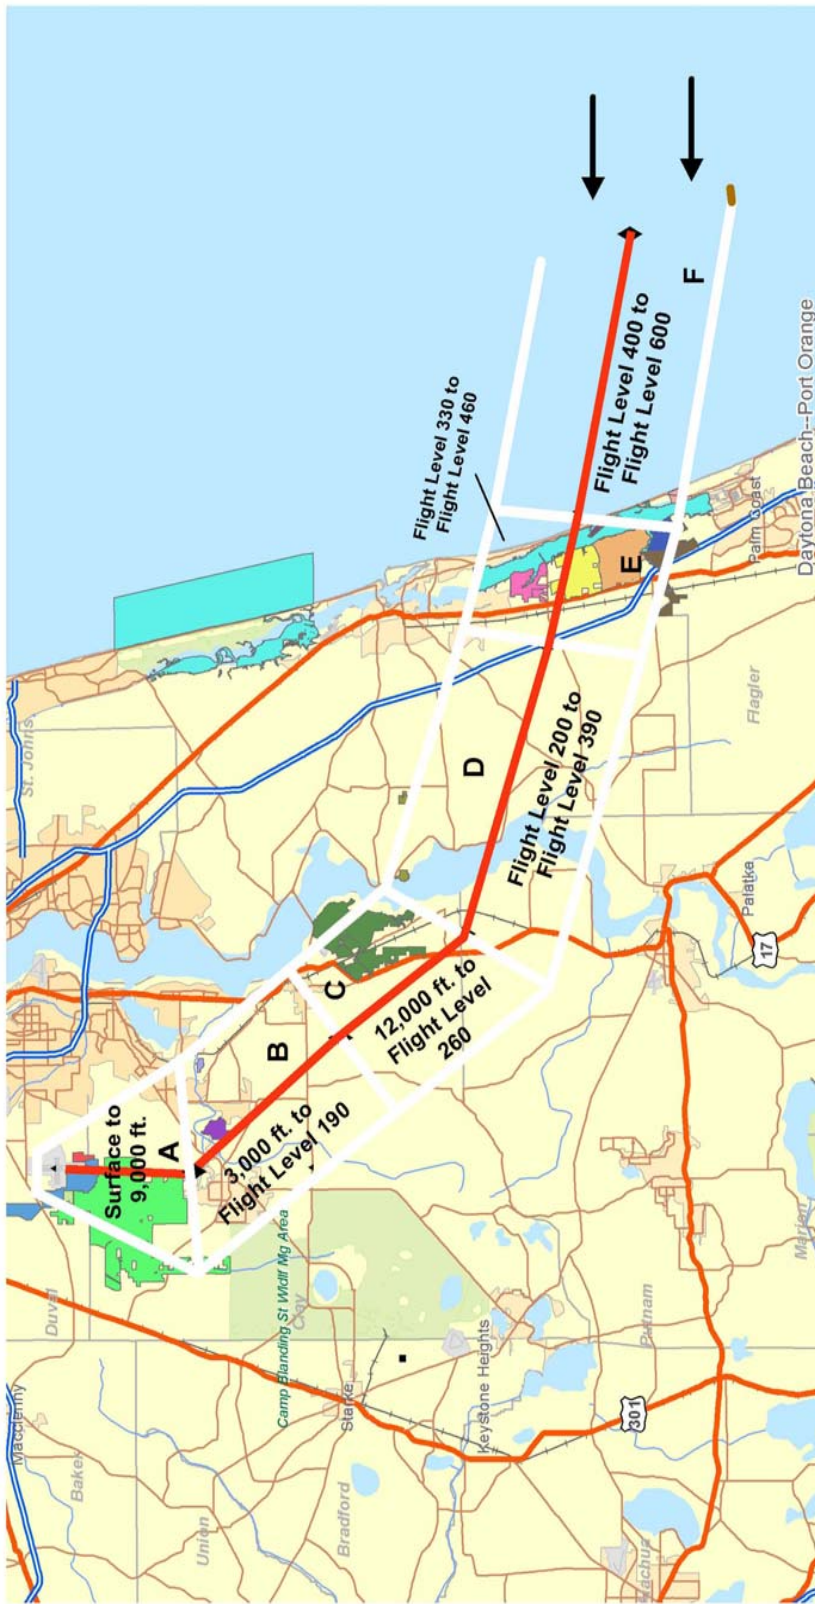 Macclenny
St. Johns
Duval
Baker
Surface to
9,000 ft.
A
Union
3,000 ft. to
Flight Level 190
B
Camp Blanding St Wldlf Mg Area
Clay
C
Bradford
Starke
12,000 ft. to
Flight Level
260
Flight Level 330 to
Flight Level 460
D
Keystone Heights
Flight Level 200 to
Flight Level 390
Flight Level 400 to
Flight Level 600
E
301
Putnam
F
Palatka
Flagler
Palm Coast
17
Marion
Daytona Beach--Port Orange